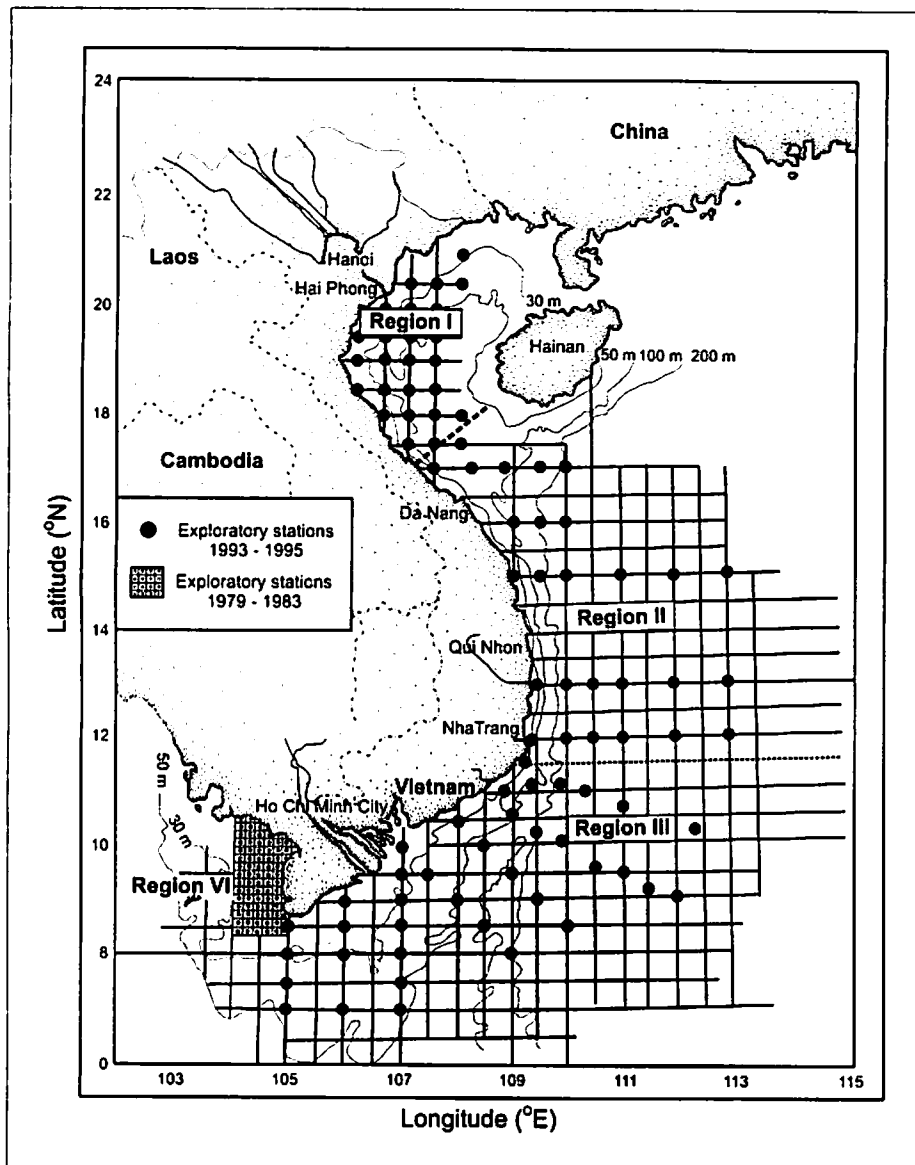 24
China
22
Laos
Hanci
Hai Phong
20
30 m
Region I
Hainan
50 m 100 m 200 m
18
Cambodia
Exploratory stations
1993 - 1995
Da Nang
16
Exploratory stations
1979 - 1983
Latitude (°N)
Region II
14
Qui Nhon
NhaTrang
12
50 m
Vietnam
Ho Chi Minh City
30 m
Region III
10
Region VI
8
0
103
105
107
109
111
113
115
Longitude (°E)